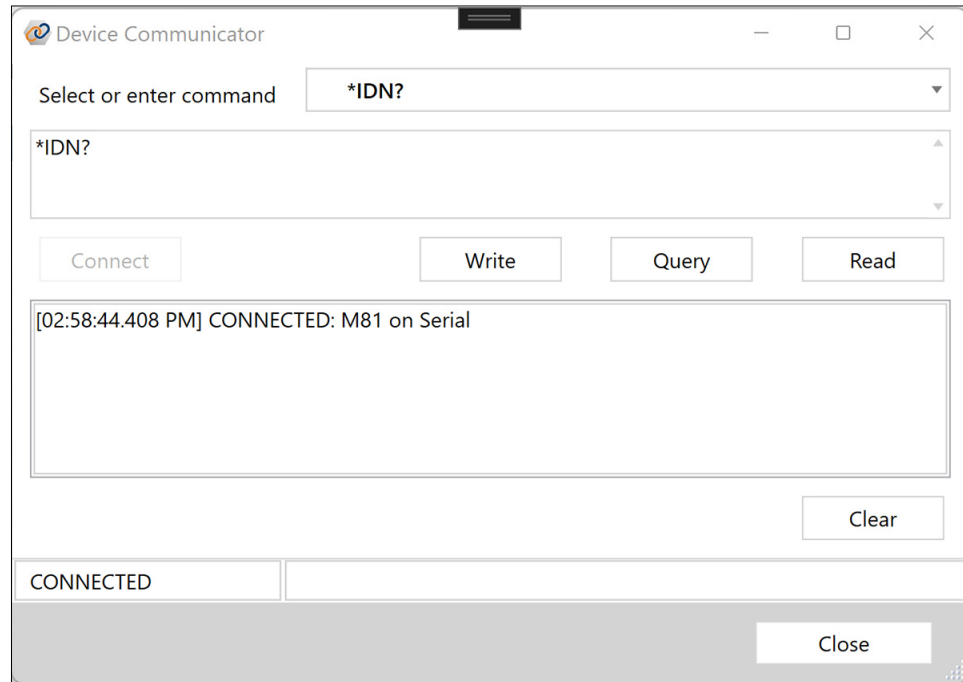 Device Communicator
Select or enter command *IDN?
*IDN?
Connect Write Query Read
[02:58:44.408 PM] CONNECTED: M81 on Serial
Clear
CONNECTED
Close